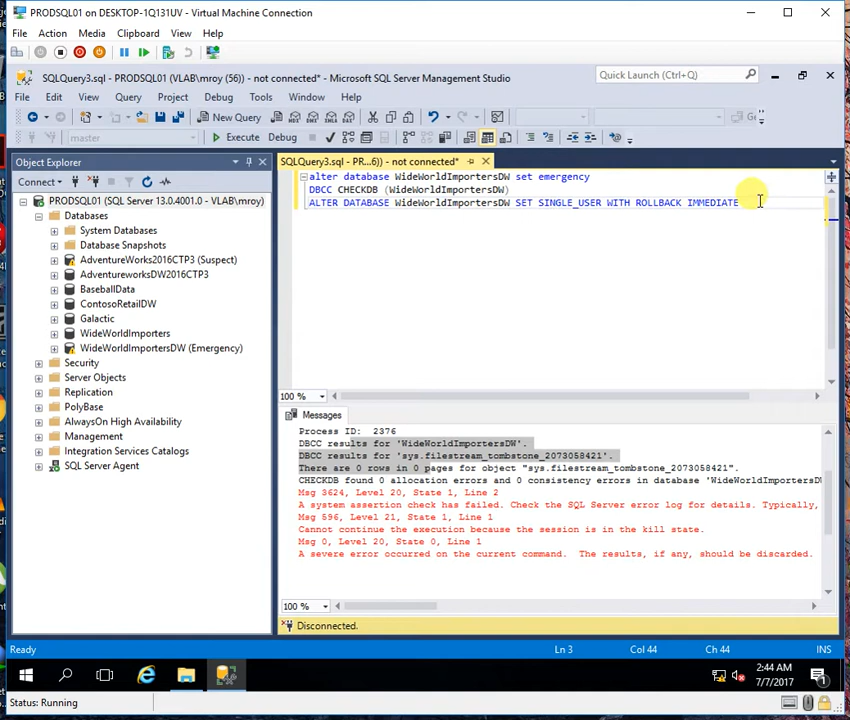 PRODSQL01 on DESKTOP-1Q131UV - Virtual Machine Connection
File Action Media Clipboard View Help
SQLQuery3.sql - PRODSQL01 (VLAB\mroy (56)) - not connected* - Microsoft SQL Server Management Studio
Quick Launch (Ctrl+Q)
File Edit View Query Project Debug Tools Window Help
New Query
Ge
master
Execute Debug
Object Explorer
SQLQuery3.sql - PR...6)) - not connected*
Connect
PRODSQL01 (SQL Server 13.0.4001.0 - VLAB\mroy)
Databases
System Databases
Database Snapshots
AdventureWorks2016CTP3 (Suspect)
AdventureworksDW2016CTP3
BabeballData
ContosoRetailDW
Galactic
WideWorldImporters
WideWorldImportersDW (Emergency)
Security
Server Objects
Replication
PolyBase
AlwaysOn High Availability
Management
Integration Services Catalogs
SQL Server Agent
alter database WideWorldImportersDW set emergency
DBCC CHECKDB (WideWorldImportersDW)
ALTER DATABASE WideWorldImportersDW SET SINGLE_USER WITH ROLLBACK IMMEDIATE
100 %
Messages
Process ID: 2376
DBCC results for 'WideWorldImportersDW'.
DBCC results for 'sys.filestream_tombstone_2073058421'.
There are 0 rows in 0 pages for object "sys.filestream_tombstone_2073058421".
CHECKDB found 0 allocation errors and 0 consistency errors in database 'WideWorldImportersDW
Msg 3624, Level 20, State 1, Line 2
A system assertion check has failed. Check the SQL Server error log for details. Typically,
Msg 596, Level 21, State 1, Line 1
Cannot continue the execution because the session is in the kill state.
Msg 0, Level 20, State 0, Line 1
A severe error occurred on the current command.  The results, if any, should be discarded.
100 %
Disconnected.
Ready
Ln 3
Col 44
Ch 44
INS
2:44 AM
7/7/2017
Status: Running